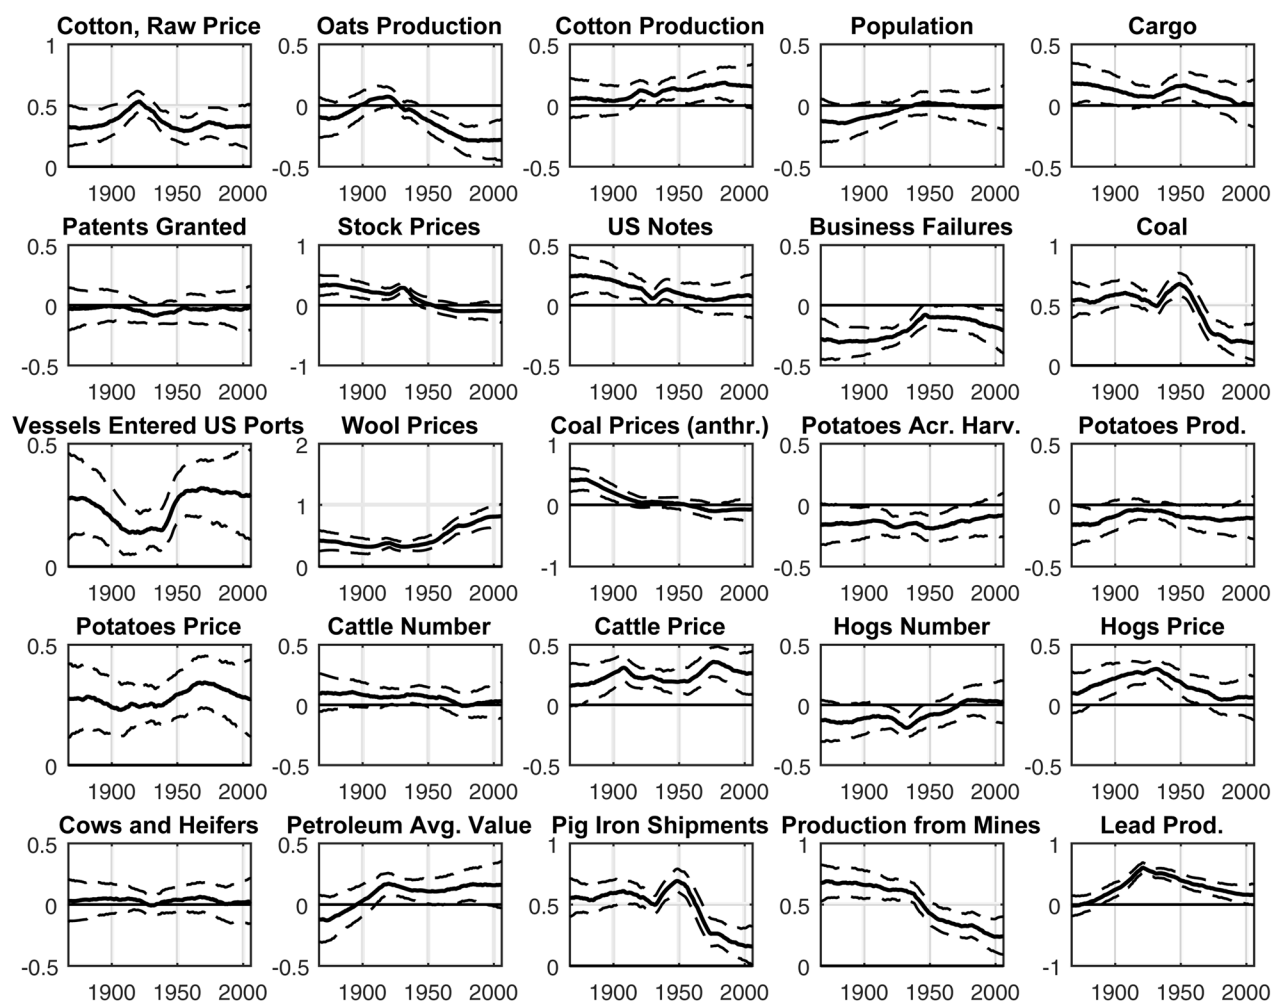 Cotton, Raw Price Oats Production Cotton Production Population Cargo
1 0.5 0.5 0.5 0.5
0.5 0 0 0 0
0 -0.5 -0.5 -0.5 -0.5
1900 1950 2000 1900 1950 2000 1900 1950 2000 1900 1950 2000 1900 1950 2000
Patents Granted Stock Prices US Notes Business Failures Coal
0.5 1 0.5 0.5 1
0 0 0 0 0.5
-0.5 -1 -0.5 -0.5 0
1900 1950 2000 1900 1950 2000 1900 1950 2000 1900 1950 2000 1900 1950 2000
Vessels Entered US Ports Wool Prices Coal Prices (anthr.) Potatoes Acr. Harv. Potatoes Prod.
0.5 2 1 0.5 0.5
1 0 0 0
0 0 -1 -0.5 -0.5
1900 1950 2000 1900 1950 2000 1900 1950 2000 1900 1950 2000 1900 1950 2000
Potatoes Price Cattle Number Cattle Price Hogs Number Hogs Price
0.5 0.5 0.5 0.5 0.5
0 0 0 0
0 -0.5 -0.5 -0.5 -0.5
1900 1950 2000 1900 1950 2000 1900 1950 2000 1900 1950 2000 1900 1950 2000
Cows and Heifers Petroleum Avg. Value Pig Iron Shipments Production from Mines Lead Prod.
0.5 0.5 1 1 1
0 0 0.5 0.5 0
-0.5 -0.5 0 0 -1
1900 1950 2000 1900 1950 2000 1900 1950 2000 1900 1950 2000 1900 1950 2000